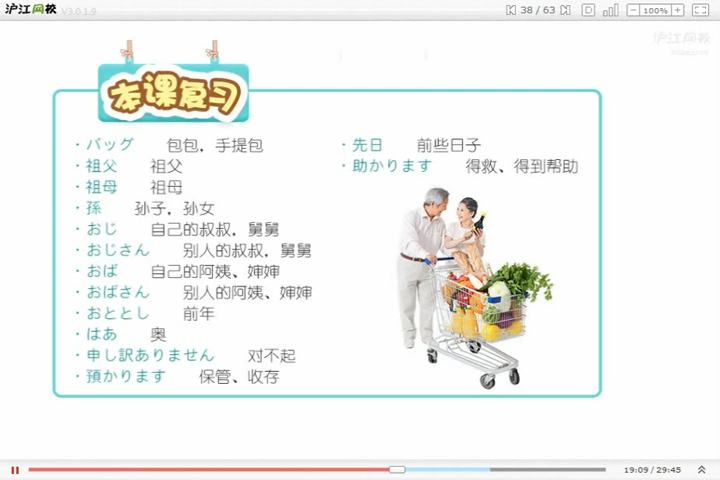 沪江网校 V3.0.1.9
38 / 63
D
100%
沪江网校
本课复习
・バッグ 包包，手提包
・祖父 祖父
・祖母 祖母
・孫 孙子，孙女
・おじ 自己的叔叔，舅舅
・おじさん 别人的叔叔，舅舅
・おば 自己的阿姨、婶婶
・おばさん 别人的阿姨、婶婶
・おととし 前年
・はあ 奥
・申し訳ありません 对不起
・預かります 保管、收存
・先日 前些日子
・助かります 得救、得到帮助
19:09 / 29:45